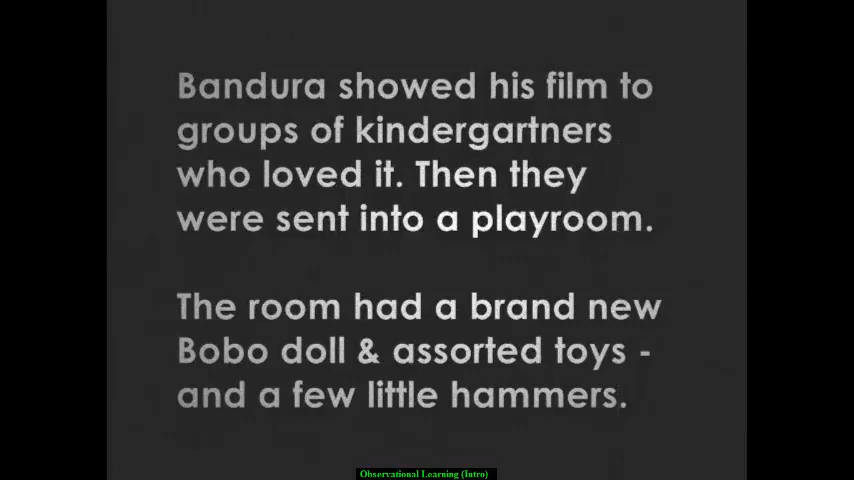 Bandura showed his film to
groups of kindergartners
who loved it. Then they
were sent into a playroom.
The room had a brand new
Bobo doll & assorted toys -
and a few little hammers.
Observational Learning (Intro)